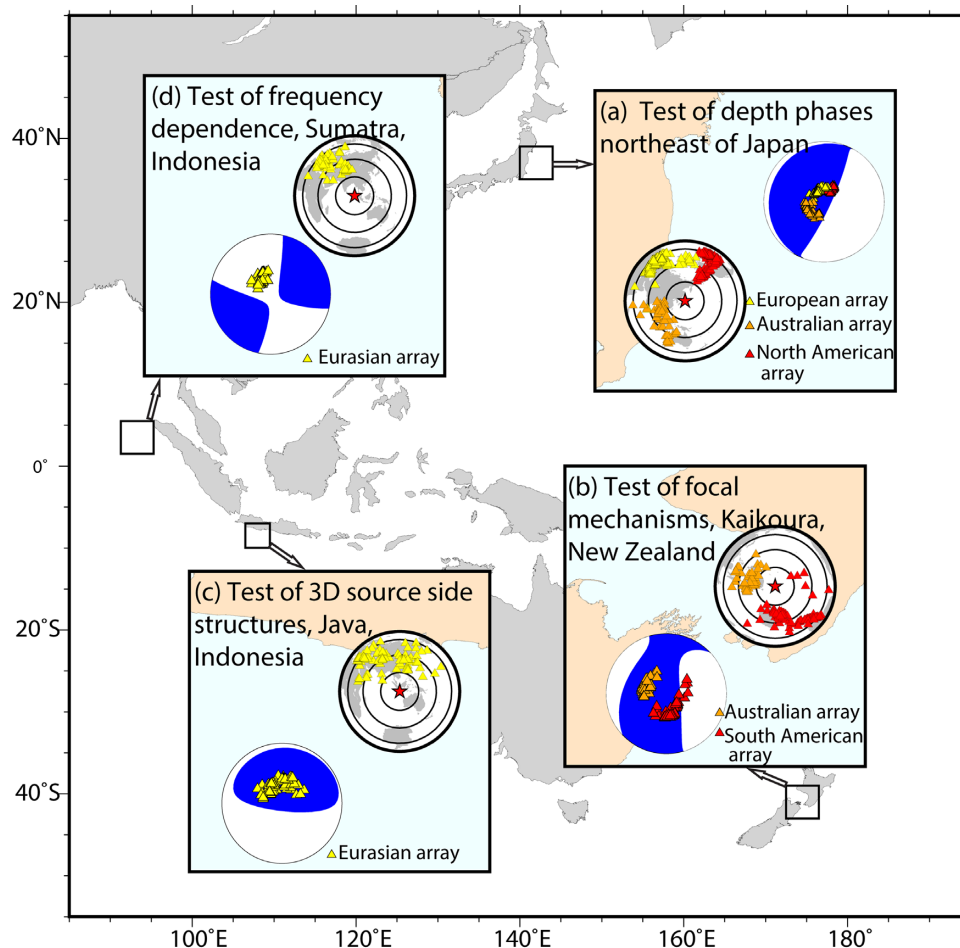 (d) Test of frequency
dependence, Sumatra,
Indonesia
Eurasian array
(a) Test of depth phases
northeast of Japan
European array
Australian array
North American
array
(b) Test of focal
mechanisms, Kaikoura,
New Zealand
Australian array
South American
array
(c) Test of 3D source side
structures, Java,
Indonesia
Eurasian array
40°N
20°N
0°
20°S
40°S
100°E
120°E
140°E
160°E
180°